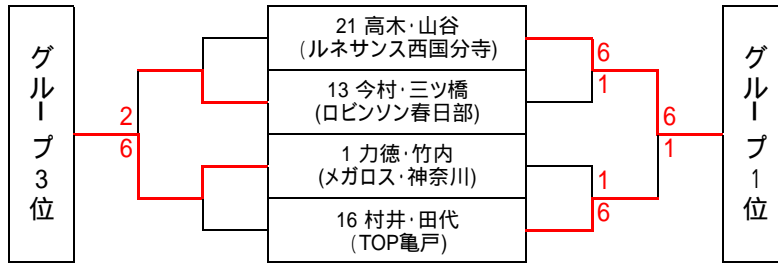 グループ3位
21 高木・山谷
(ルネサンス西国分寺)
13 今村・三ツ橋
(ロビンソン春日部)
1 力徳・竹内
(メガロス・神奈川)
16 村井・田代
(TOP亀戸)
2
6
6
1
1
6
6
1
グループ1位